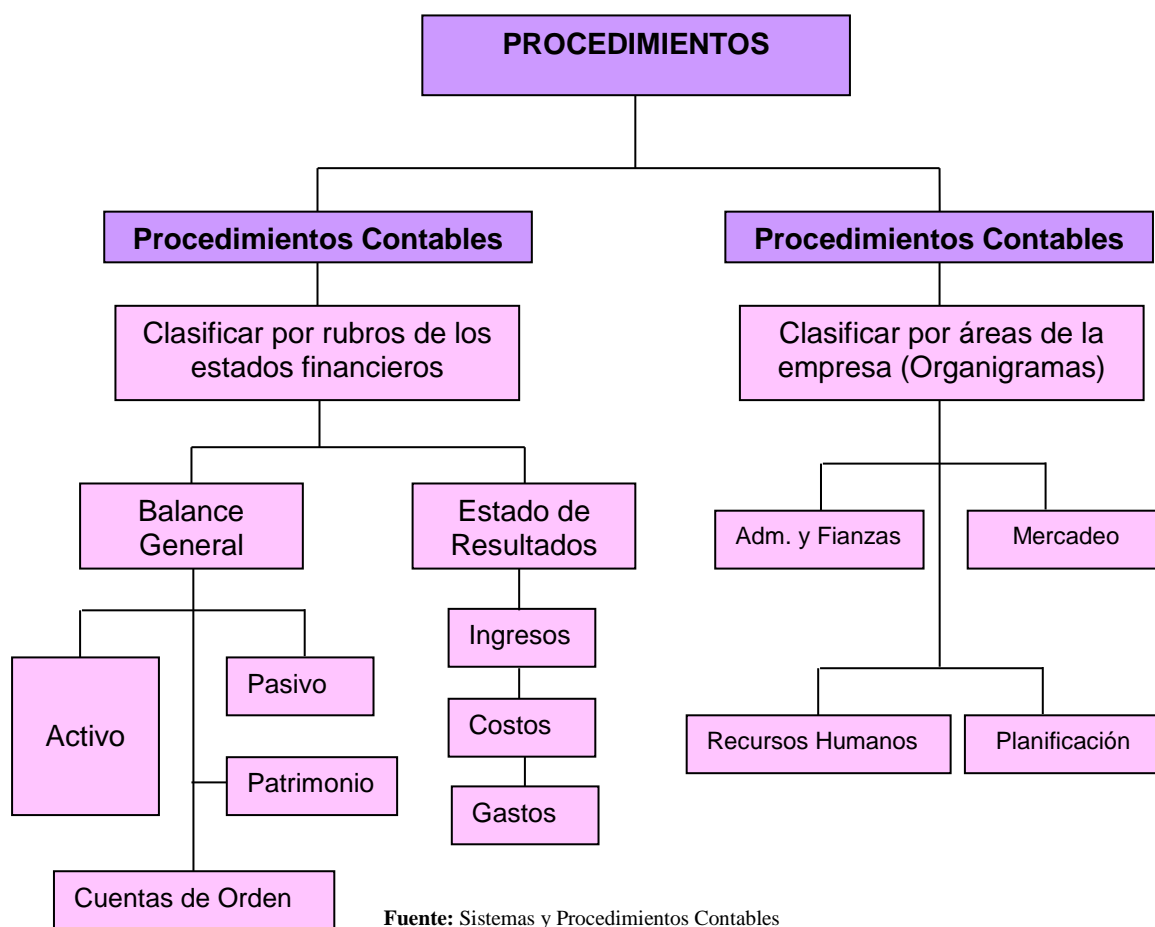 PROCEDIMIENTOS
Procedimientos Contables
Procedimientos Contables
Clasificar por rubros de los
estados financieros
Clasificar por áreas de la
empresa (Organigramas)
Balance
General
Estado de
Resultados
Adm. y Fianzas
Mercadeo
Ingresos
Pasivo
Activo
Costos
Recursos Humanos
Planificación
Patrimonio
Gastos
Cuentas de Orden
Fuente: Sistemas y Procedimientos Contables